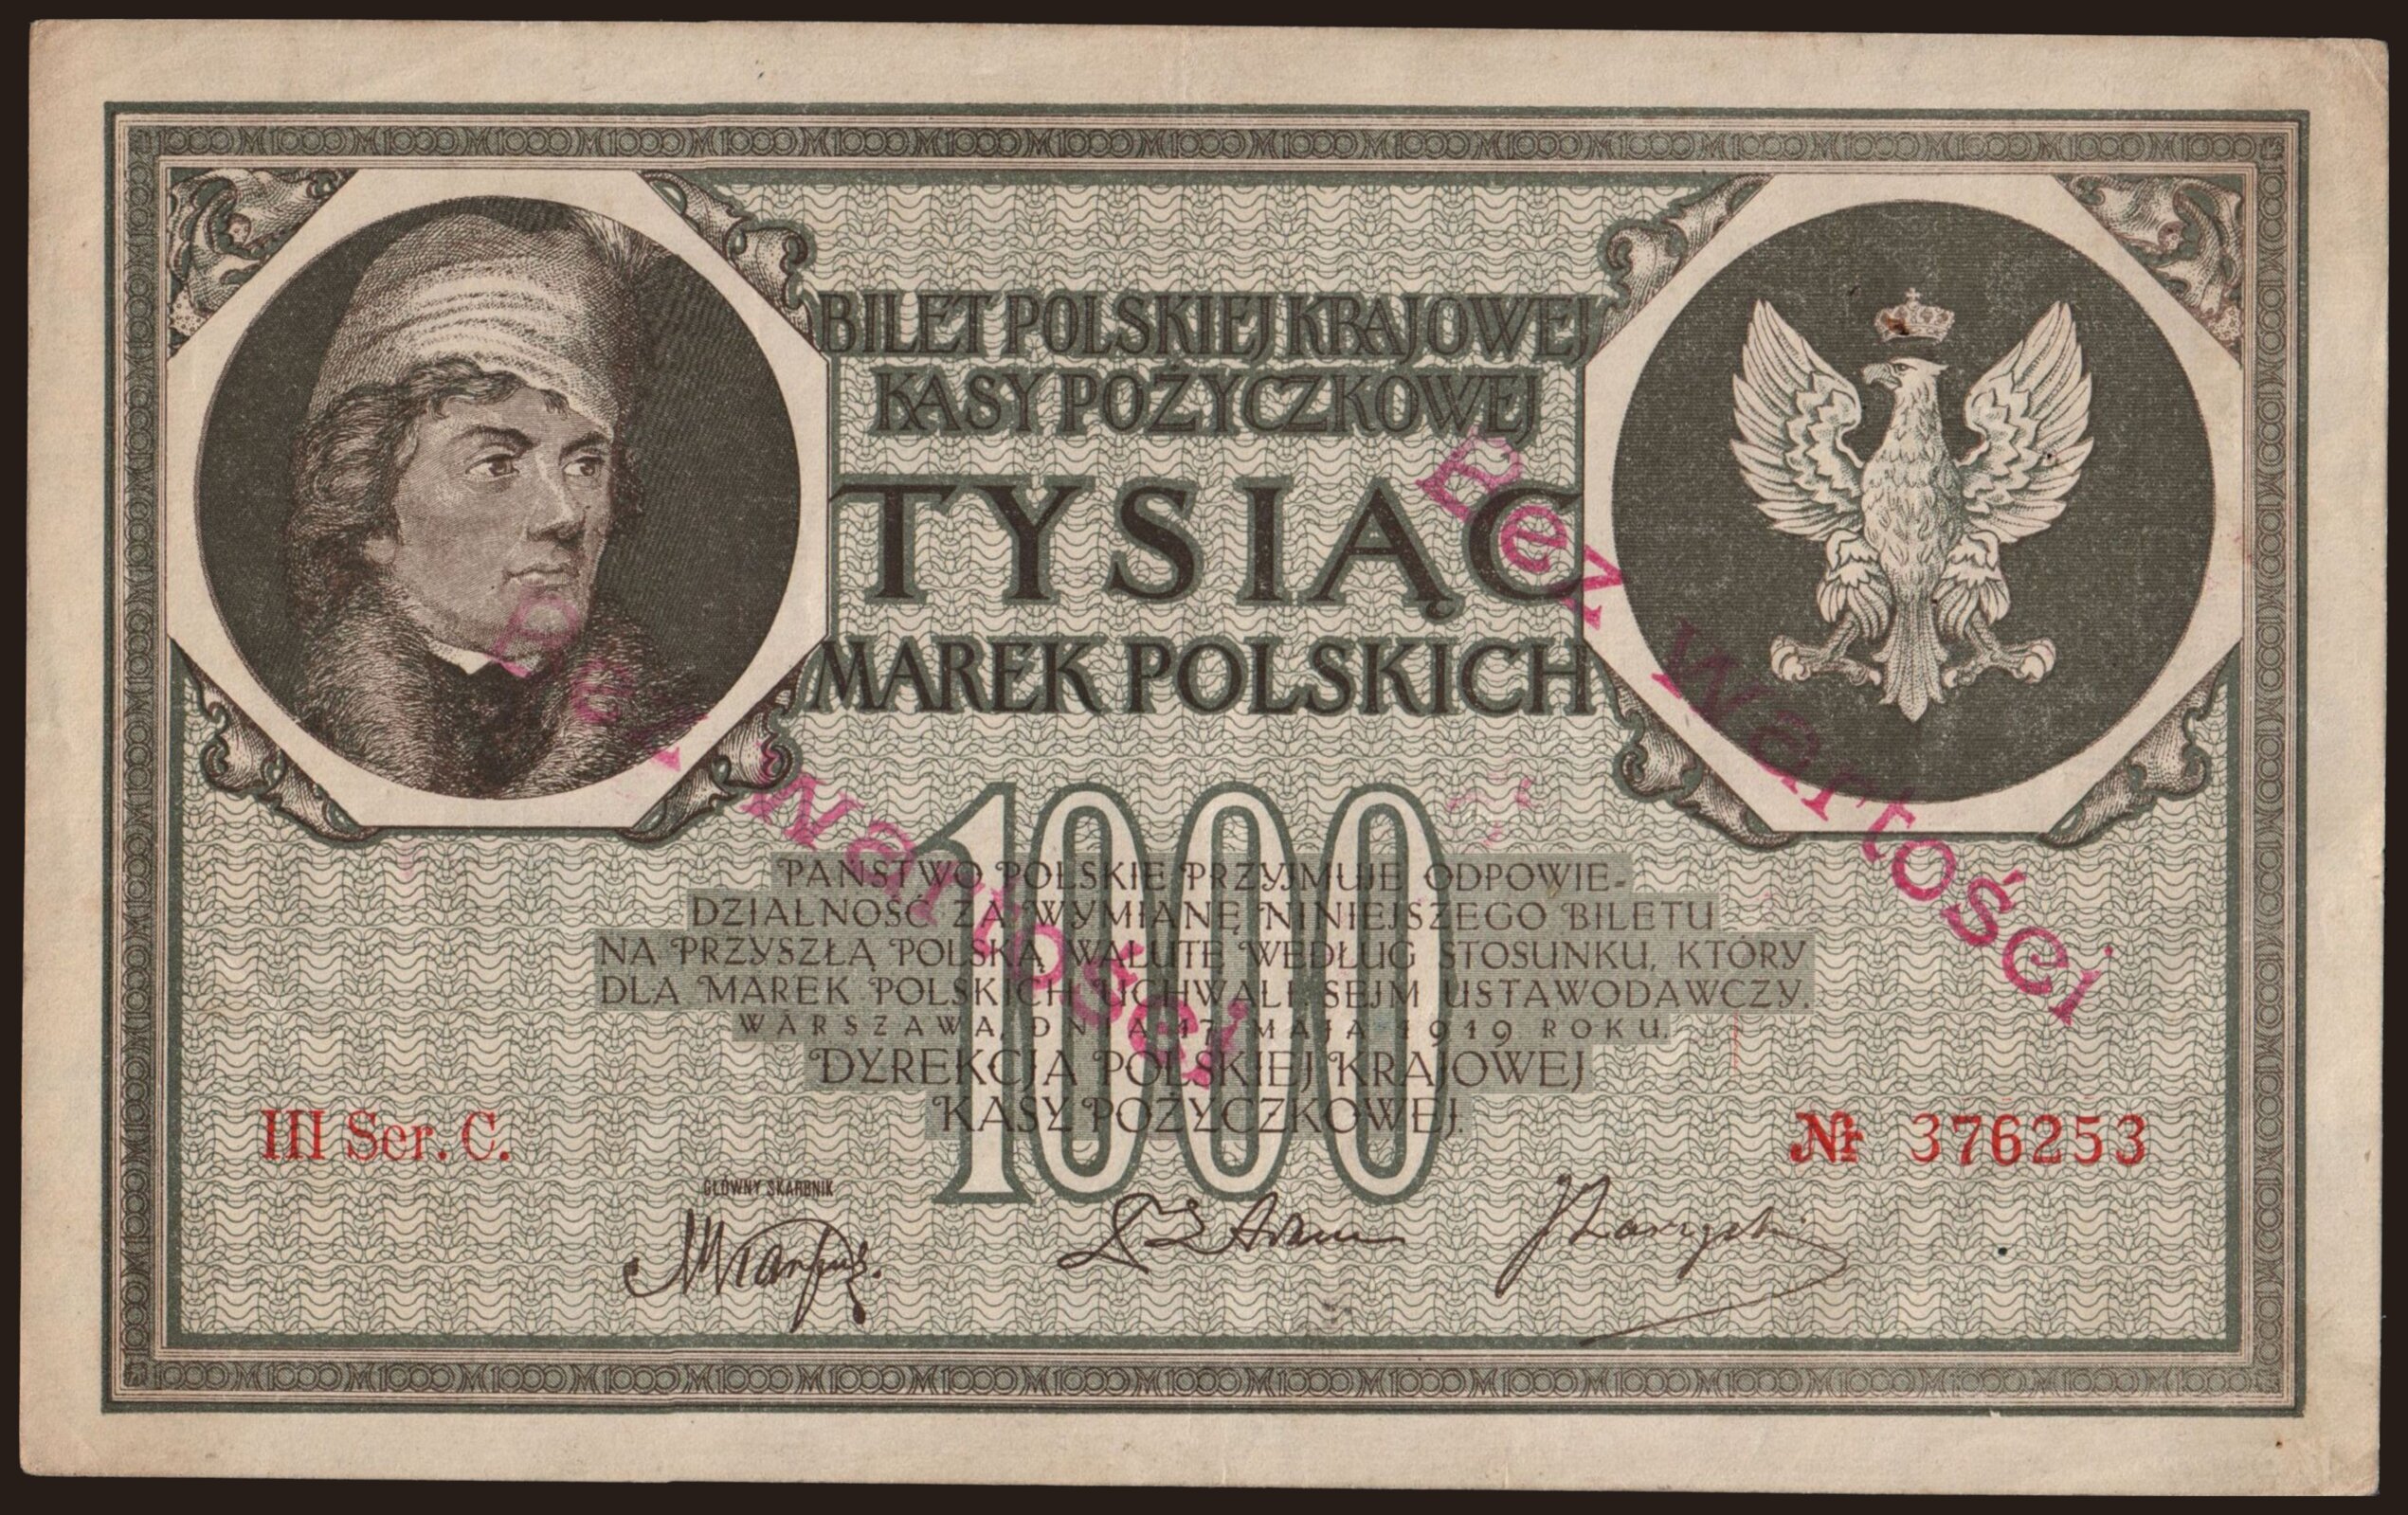 BILET POLSKIEJ KRAJOWEJ
KASY POŻYCZKOWEJ
TYSIĄC
MAREK POLSKICH
1000
PAŃSTWO POLSKIE PRZYJMUJE ODPOWIE-
DZIALNOŚĆ ZA WYMIANĘ NINIEJSZEGO BILETU
NA PRZYSZŁĄ POLSKĄ WALUTĘ WEDŁUG STOSUNKU, KTÓRY
DLA MAREK POLSKICH UCHWALI SEJM USTAWODAWCZY.
WARSZAWA, DNIA 17 MAJA 1919 ROKU.
DYREKCJA POLSKIEJ KRAJOWEJ
KASY POŻYCZKOWEJ.
III Ser. C.
№ 376253
GŁÓWNY SKARBNIK
Bez wartości
Bez wartości